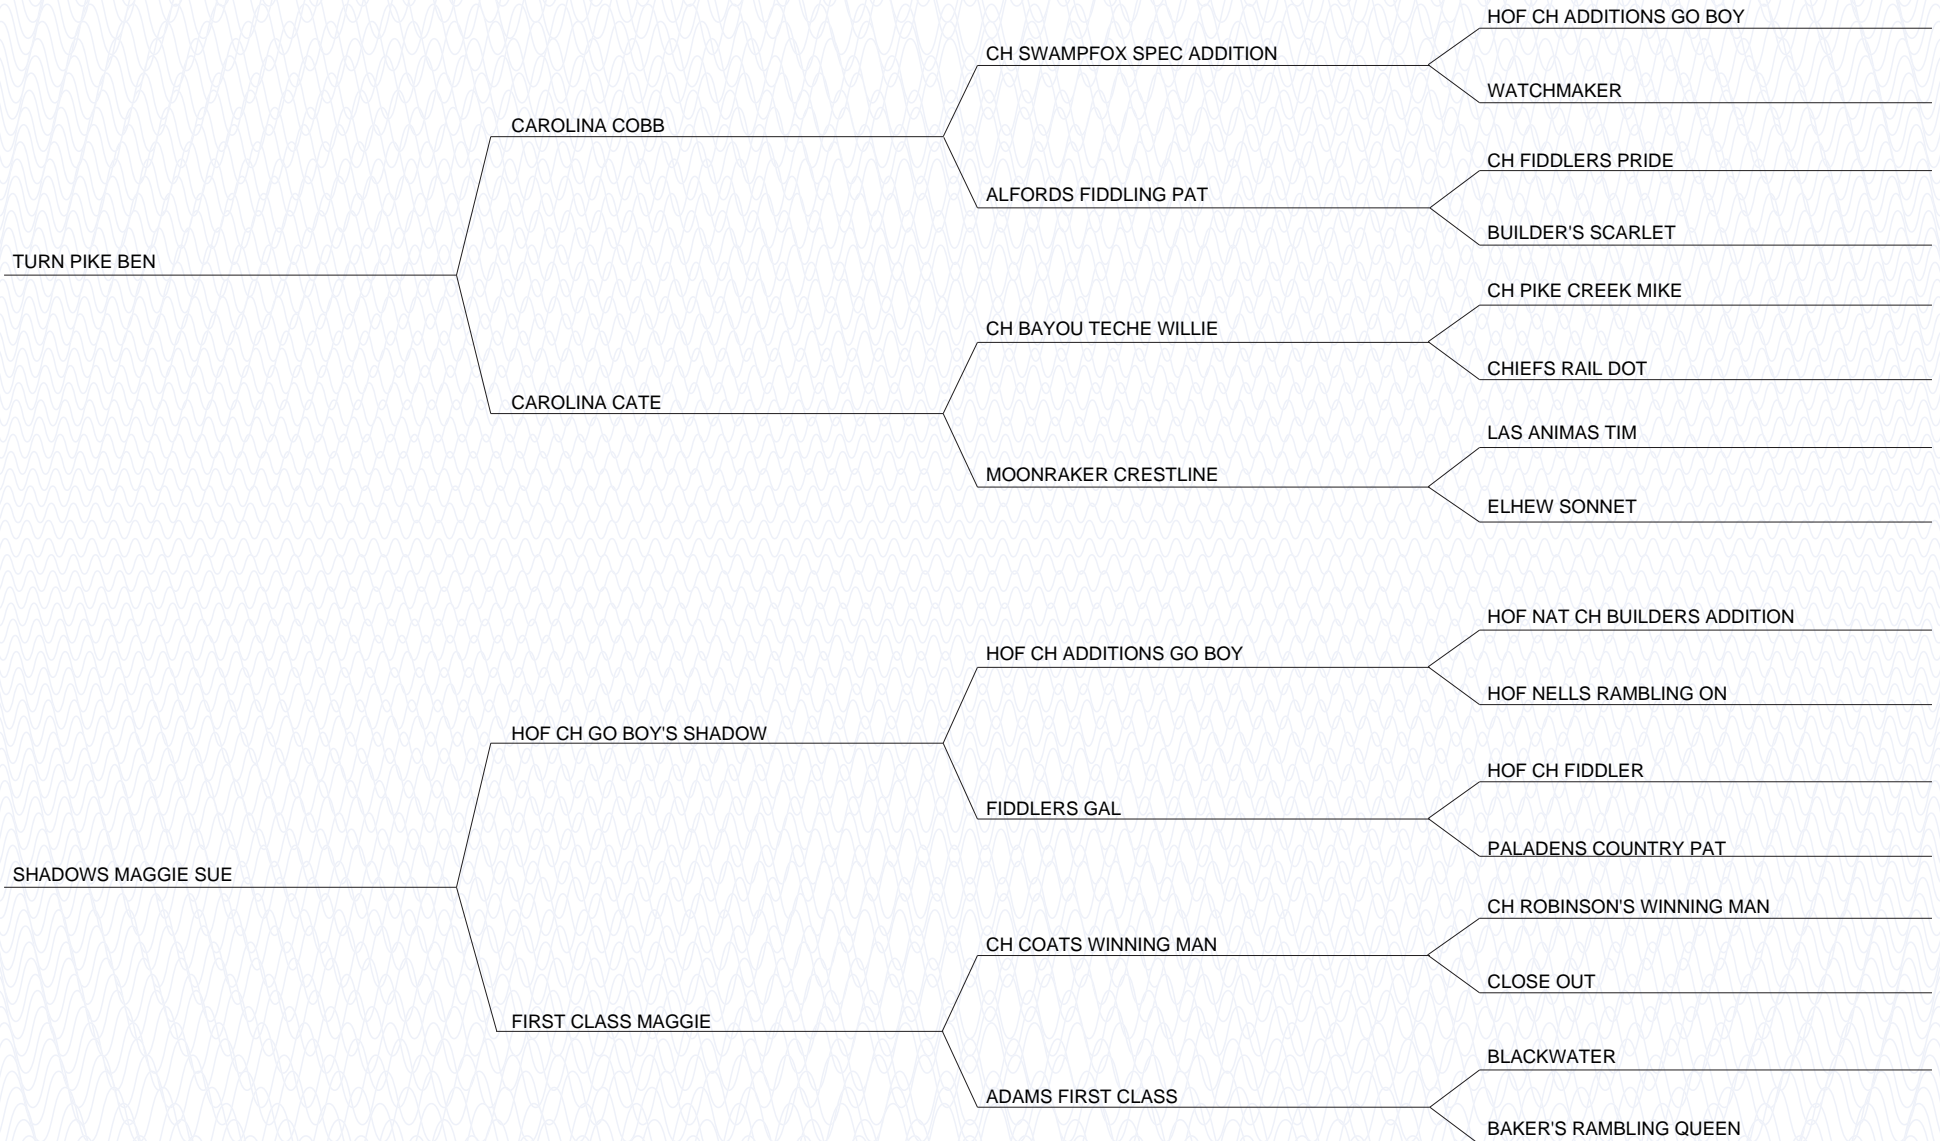 HOF CH ADDITIONS GO BOY
CH SWAMPFOX SPEC ADDITION
WATCHMAKER
CAROLINA COBB
CH FIDDLERS PRIDE
ALFORDS FIDDLING PAT
BUILDER'S SCARLET
TURN PIKE BEN
CH PIKE CREEK MIKE
CH BAYOU TECHE WILLIE
CHIEFS RAIL DOT
CAROLINA CATE
LAS ANIMAS TIM
MOONRAKER CRESTLINE
ELHEW SONNET
HOF NAT CH BUILDERS ADDITION
HOF CH ADDITIONS GO BOY
HOF NELLS RAMBLING ON
HOF CH GO BOY'S SHADOW
HOF CH FIDDLER
FIDDLERS GAL
PALADENS COUNTRY PAT
SHADOWS MAGGIE SUE
CH ROBINSON'S WINNING MAN
CH COATS WINNING MAN
CLOSE OUT
FIRST CLASS MAGGIE
BLACKWATER
ADAMS FIRST CLASS
BAKER'S RAMBLING QUEEN